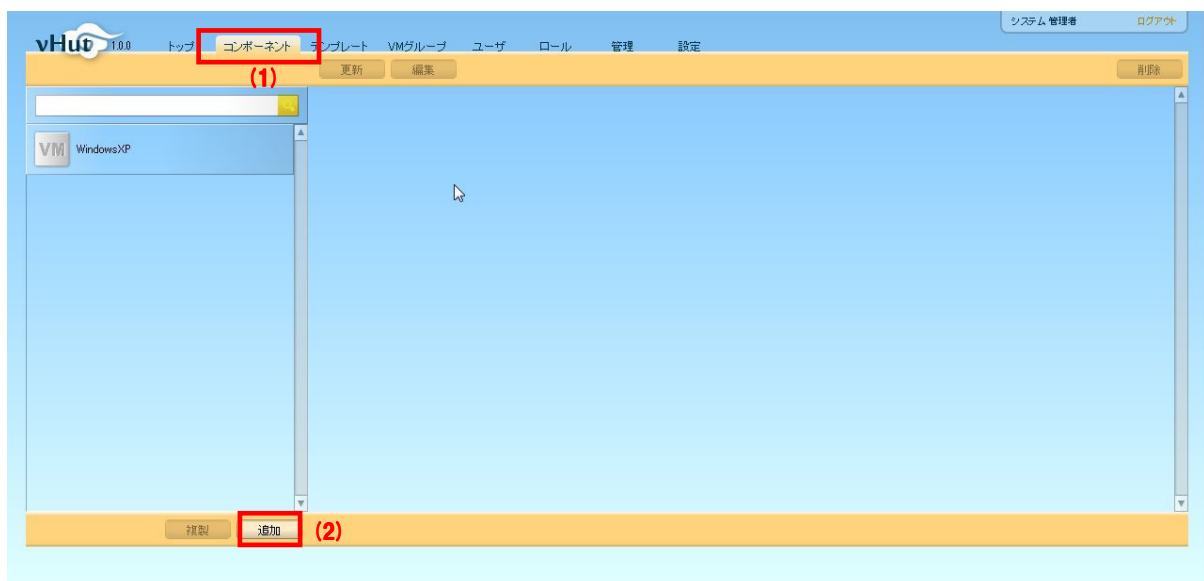 システム 管理者 ログアウト
νHut 1.0.0 トップ コンポーネント テンプレート VMグループ ユーザ ロール 管理 設定
(1) 更新 編集 削除
VM WindowsXP
複製 追加 (2)